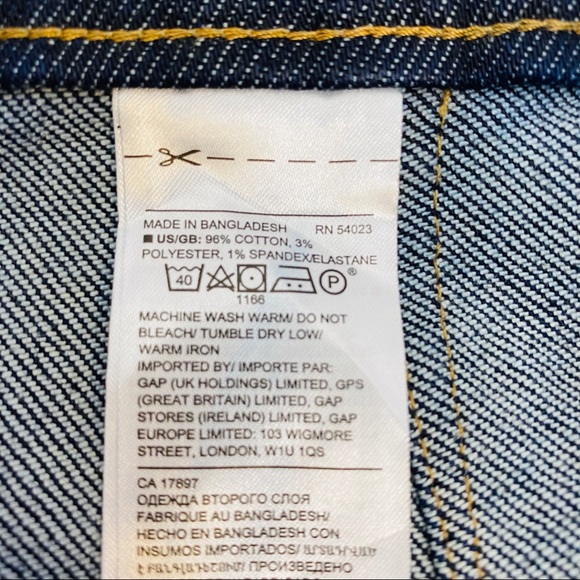 MADE IN BANGLADESH RN 54023
■ US/GB: 96% COTTON, 3%
POLYESTER, 1% SPANDEX/ELASTANE
40 P ®
1166
MACHINE WASH WARM/ DO NOT
BLEACH/ TUMBLE DRY LOW/
WARM IRON
IMPORTED BY/ IMPORTE PAR:
GAP (UK HOLDINGS) LIMITED, GPS
(GREAT BRITAIN) LIMITED, GAP
STORES (IRELAND) LIMITED, GAP
EUROPE LIMITED: 103 WIGMORE
STREET, LONDON, W1U 1QS
CA 17897
ОДЕЖДА ВТОРОГО СЛОЯ
FABRIQUE AU BANGLADESH/
HECHO EN BANGLADESH CON
INSUMOS IMPORTADOS/
ПРОИЗВЕДЕНО